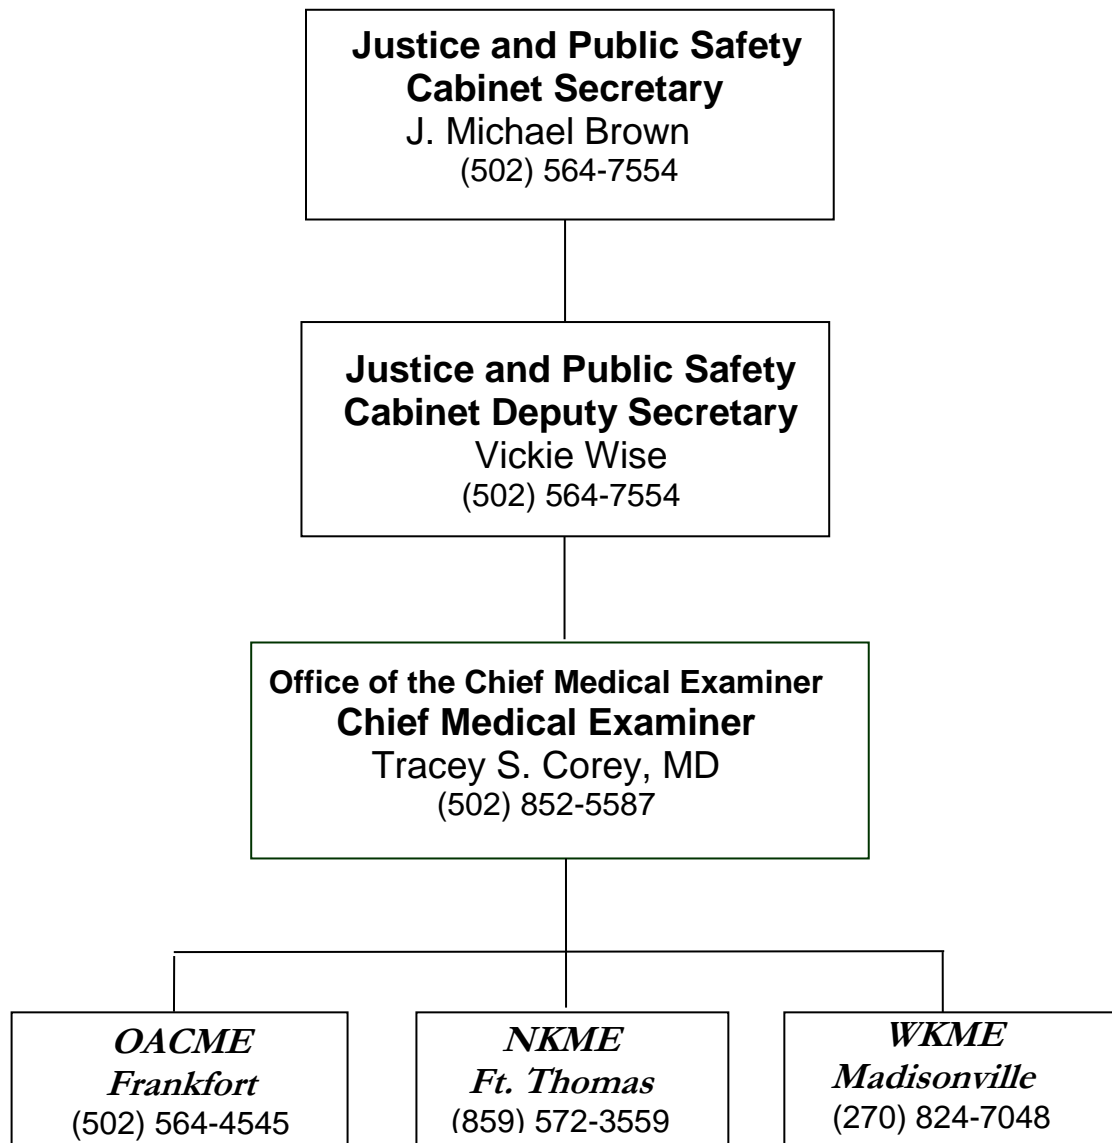 Justice and Public Safety
Cabinet Secretary
J. Michael Brown
(502) 564-7554
Justice and Public Safety
Cabinet Deputy Secretary
Vickie Wise
(502) 564-7554
Office of the Chief Medical Examiner
Chief Medical Examiner
Tracey S. Corey, MD
(502) 852-5587
OACME
Frankfort
(502) 564-4545
NKME
Ft. Thomas
(859) 572-3559
WKME
Madisonville
(270) 824-7048